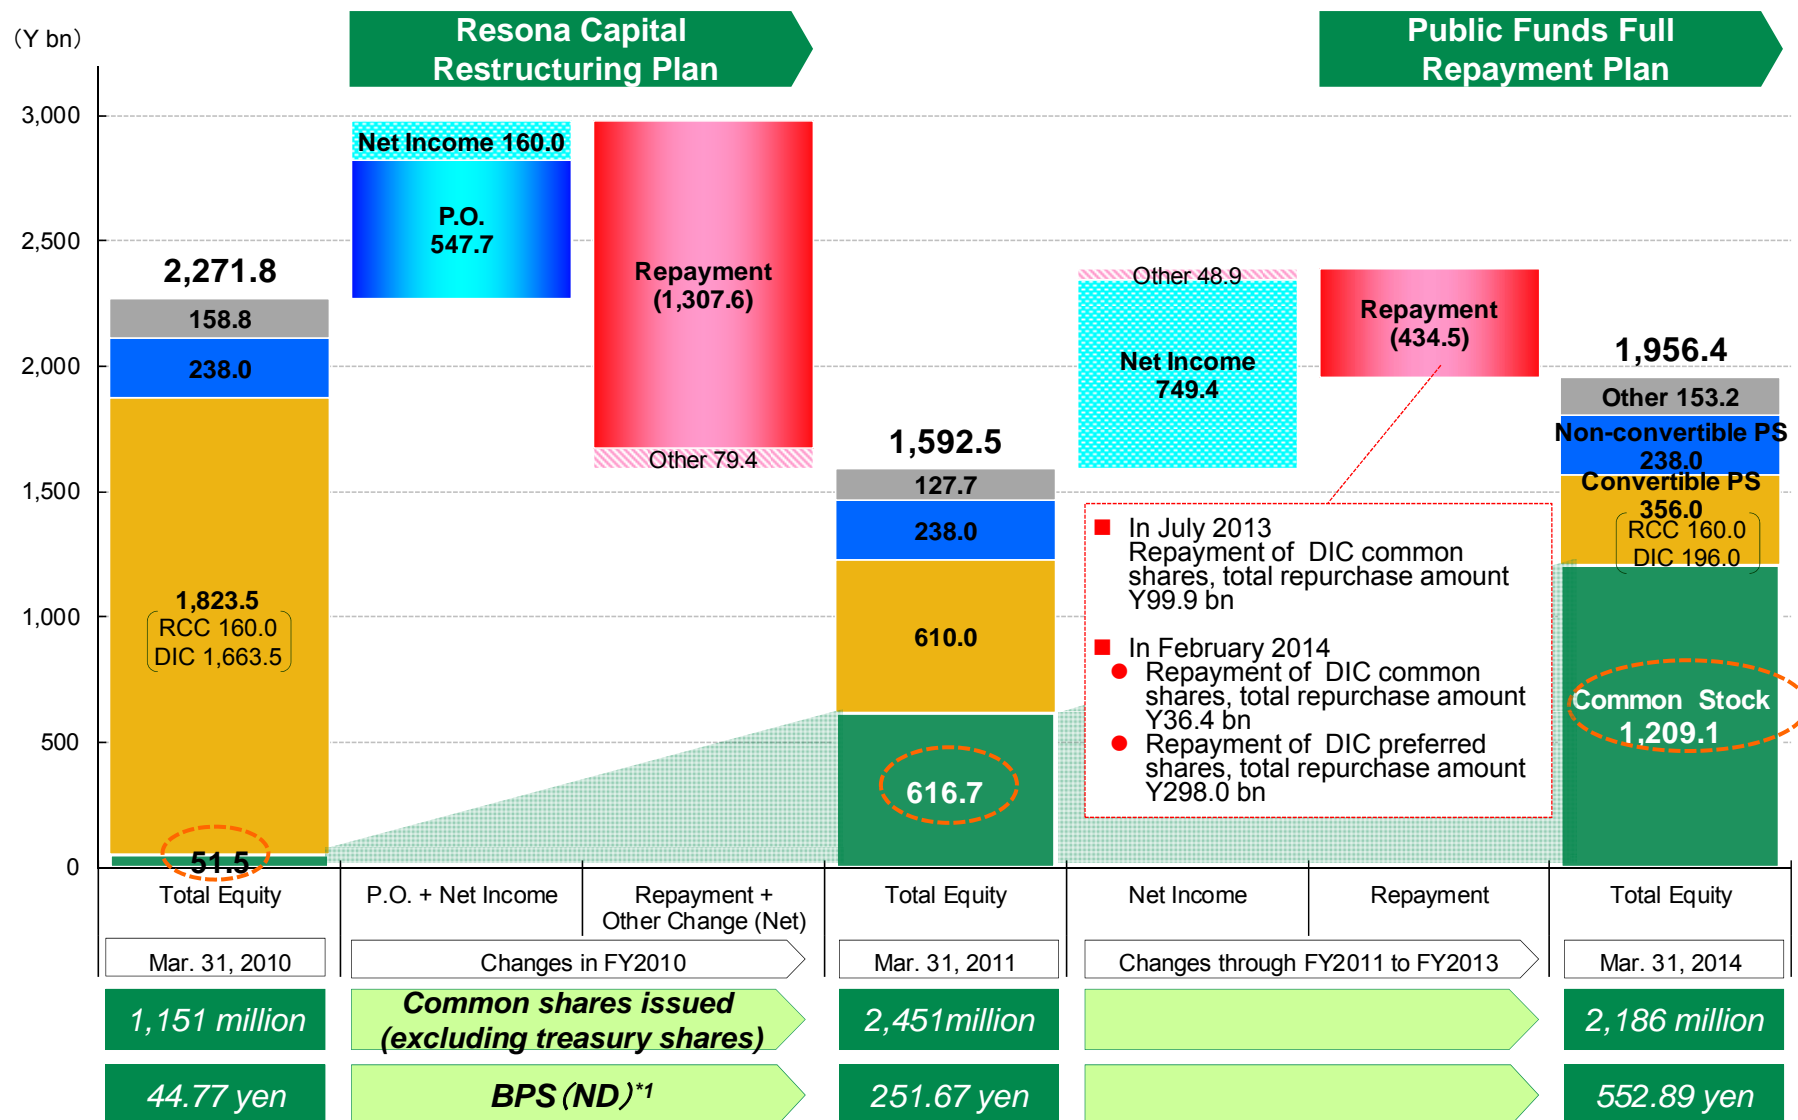 Resona Capital
Restructuring Plan
Public Funds Full
Repayment Plan
（Y bn）
3,000
2,500
2,000
1,500
1,000
500
0
2,271.8
158.8
238.0
1,823.5
RCC 160.0
DIC 1,663.5
51.5
Net Income 160.0
P.O.
547.7
Repayment
(1,307.6)
Other 79.4
1,592.5
127.7
238.0
610.0
616.7
Other 48.9
Net Income
749.4
Repayment
(434.5)
■ In July 2013
Repayment of DIC common
shares, total repurchase amount
Y99.9 bn
■ In February 2014
● Repayment of DIC common
shares, total repurchase amount
Y36.4 bn
● Repayment of DIC preferred
shares, total repurchase amount
Y298.0 bn
1,956.4
Other 153.2
Non-convertible PS
238.0
Convertible PS
356.0
RCC 160.0
DIC 196.0
Common Stock
1,209.1
Total Equity
P.O. + Net Income
Repayment +
Other Change (Net)
Total Equity
Net Income
Repayment
Total Equity
Mar. 31, 2010
Changes in FY2010
Mar. 31, 2011
Changes through FY2011 to FY2013
Mar. 31, 2014
1,151 million
Common shares issued
(excluding treasury shares)
2,451million
2,186 million
44.77 yen
BPS（ND）*1
251.67 yen
552.89 yen